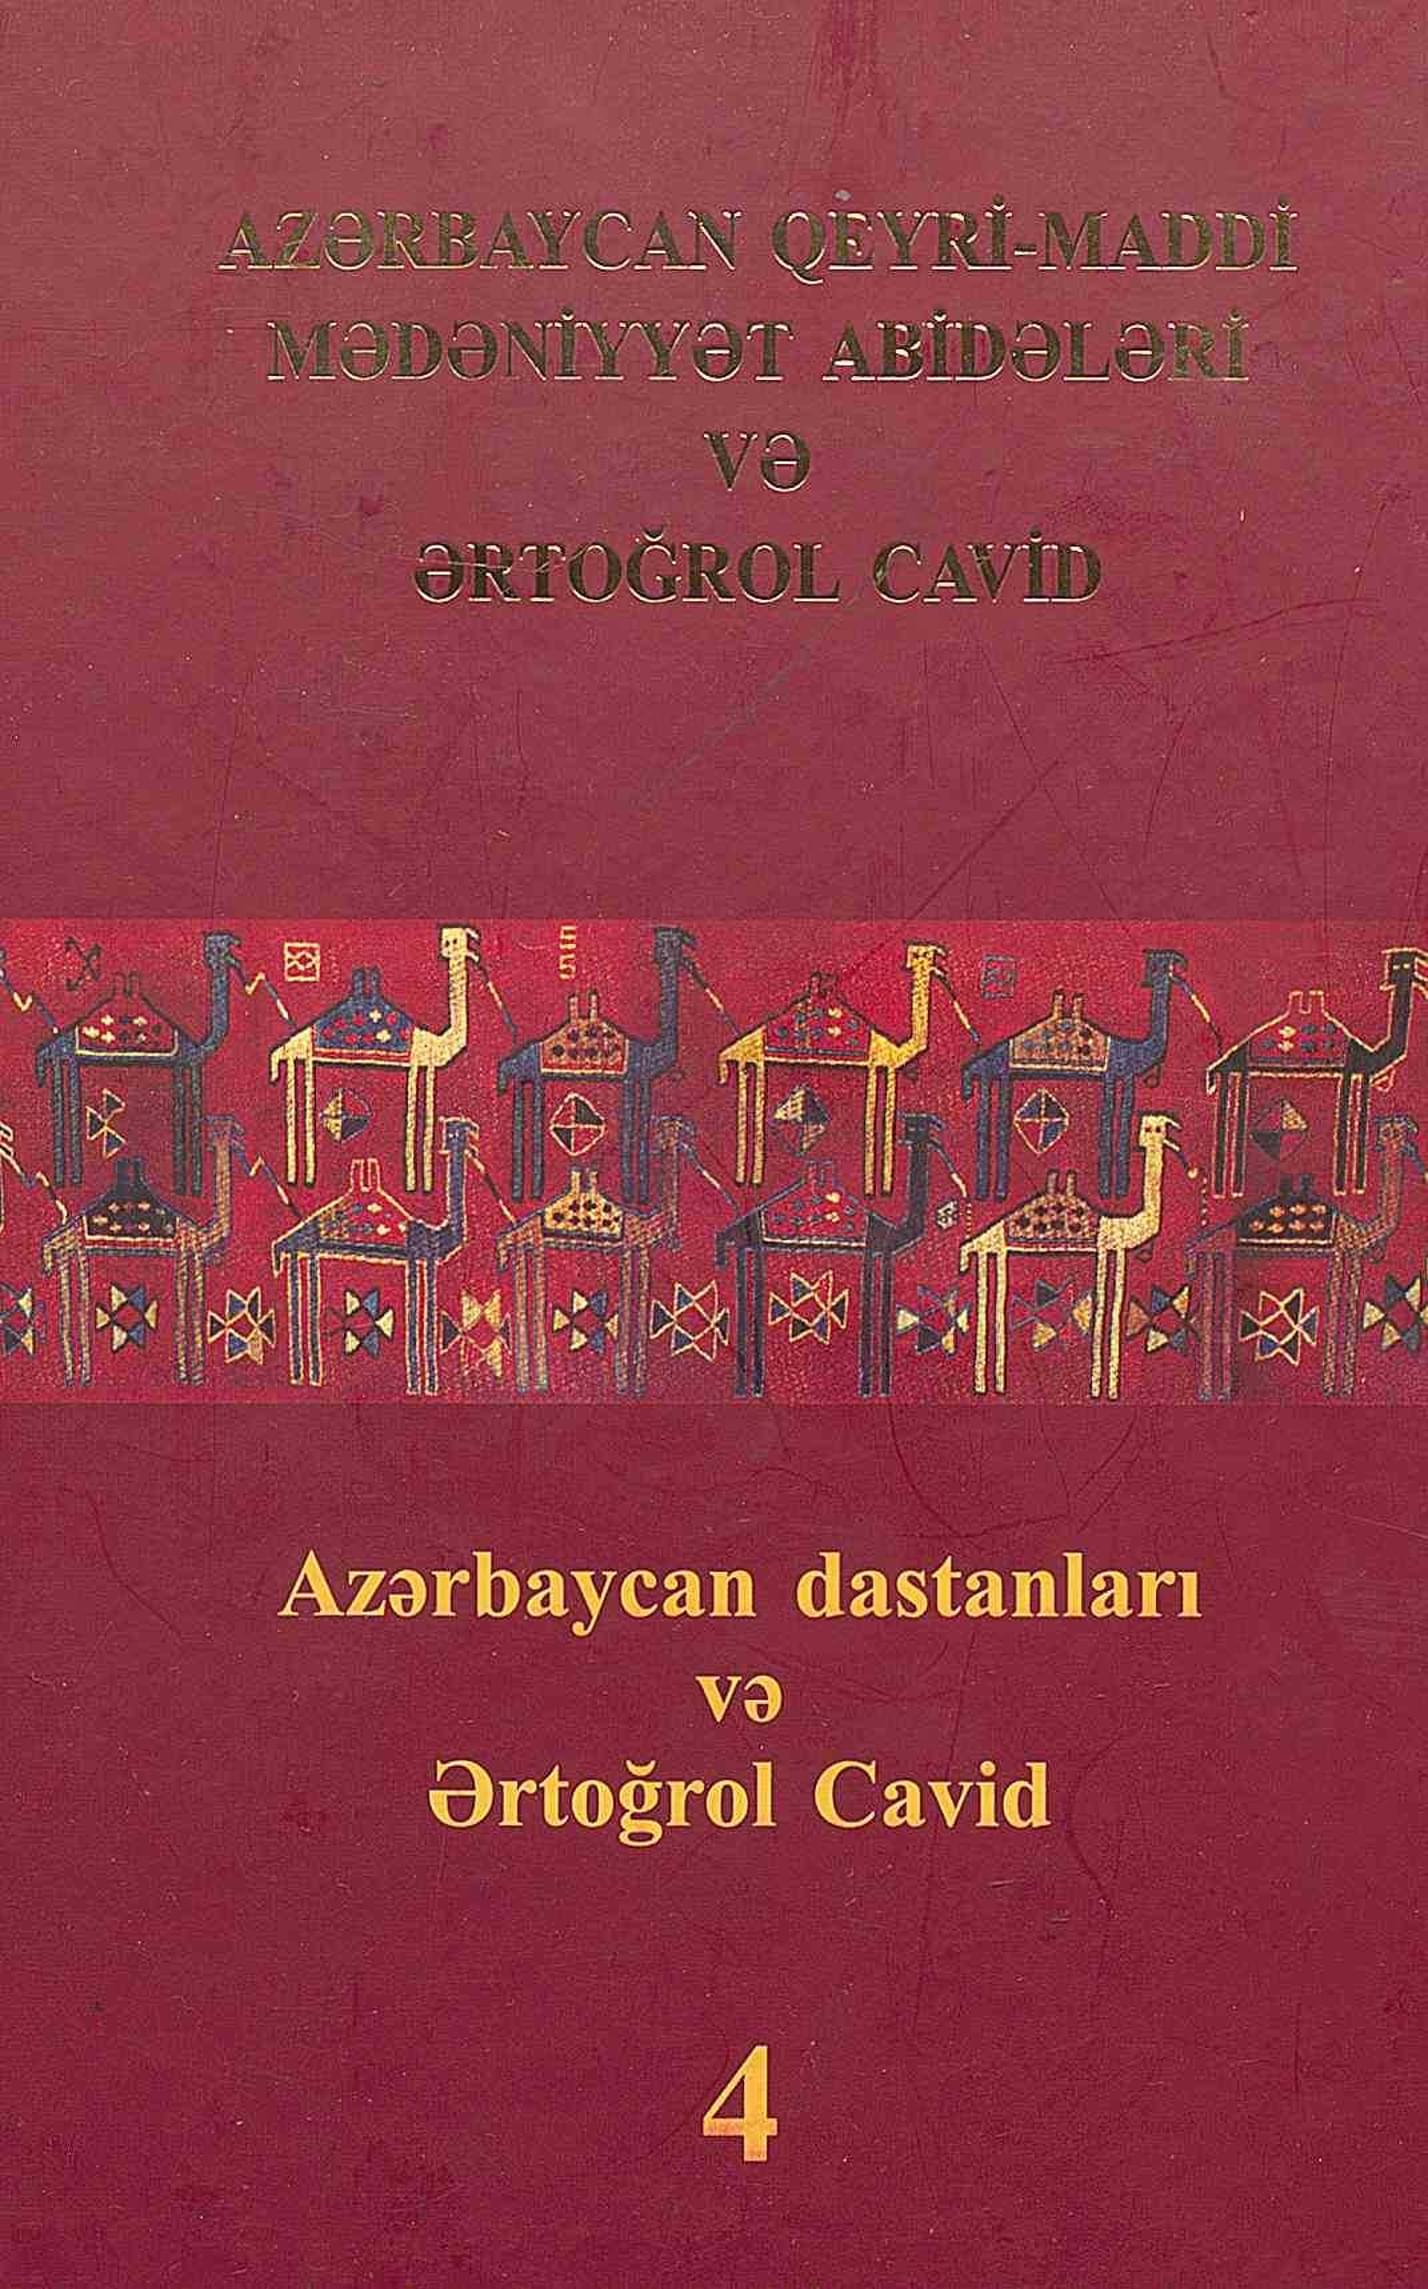 AZƏRBAYCAN QEYRİ-MADDİ
MƏDƏNİYYƏT ABİDƏLƏRİ
VƏ
ƏRTOĞROL CAVİD
Azərbaycan dastanları
və
Ərtoğrol Cavid
4